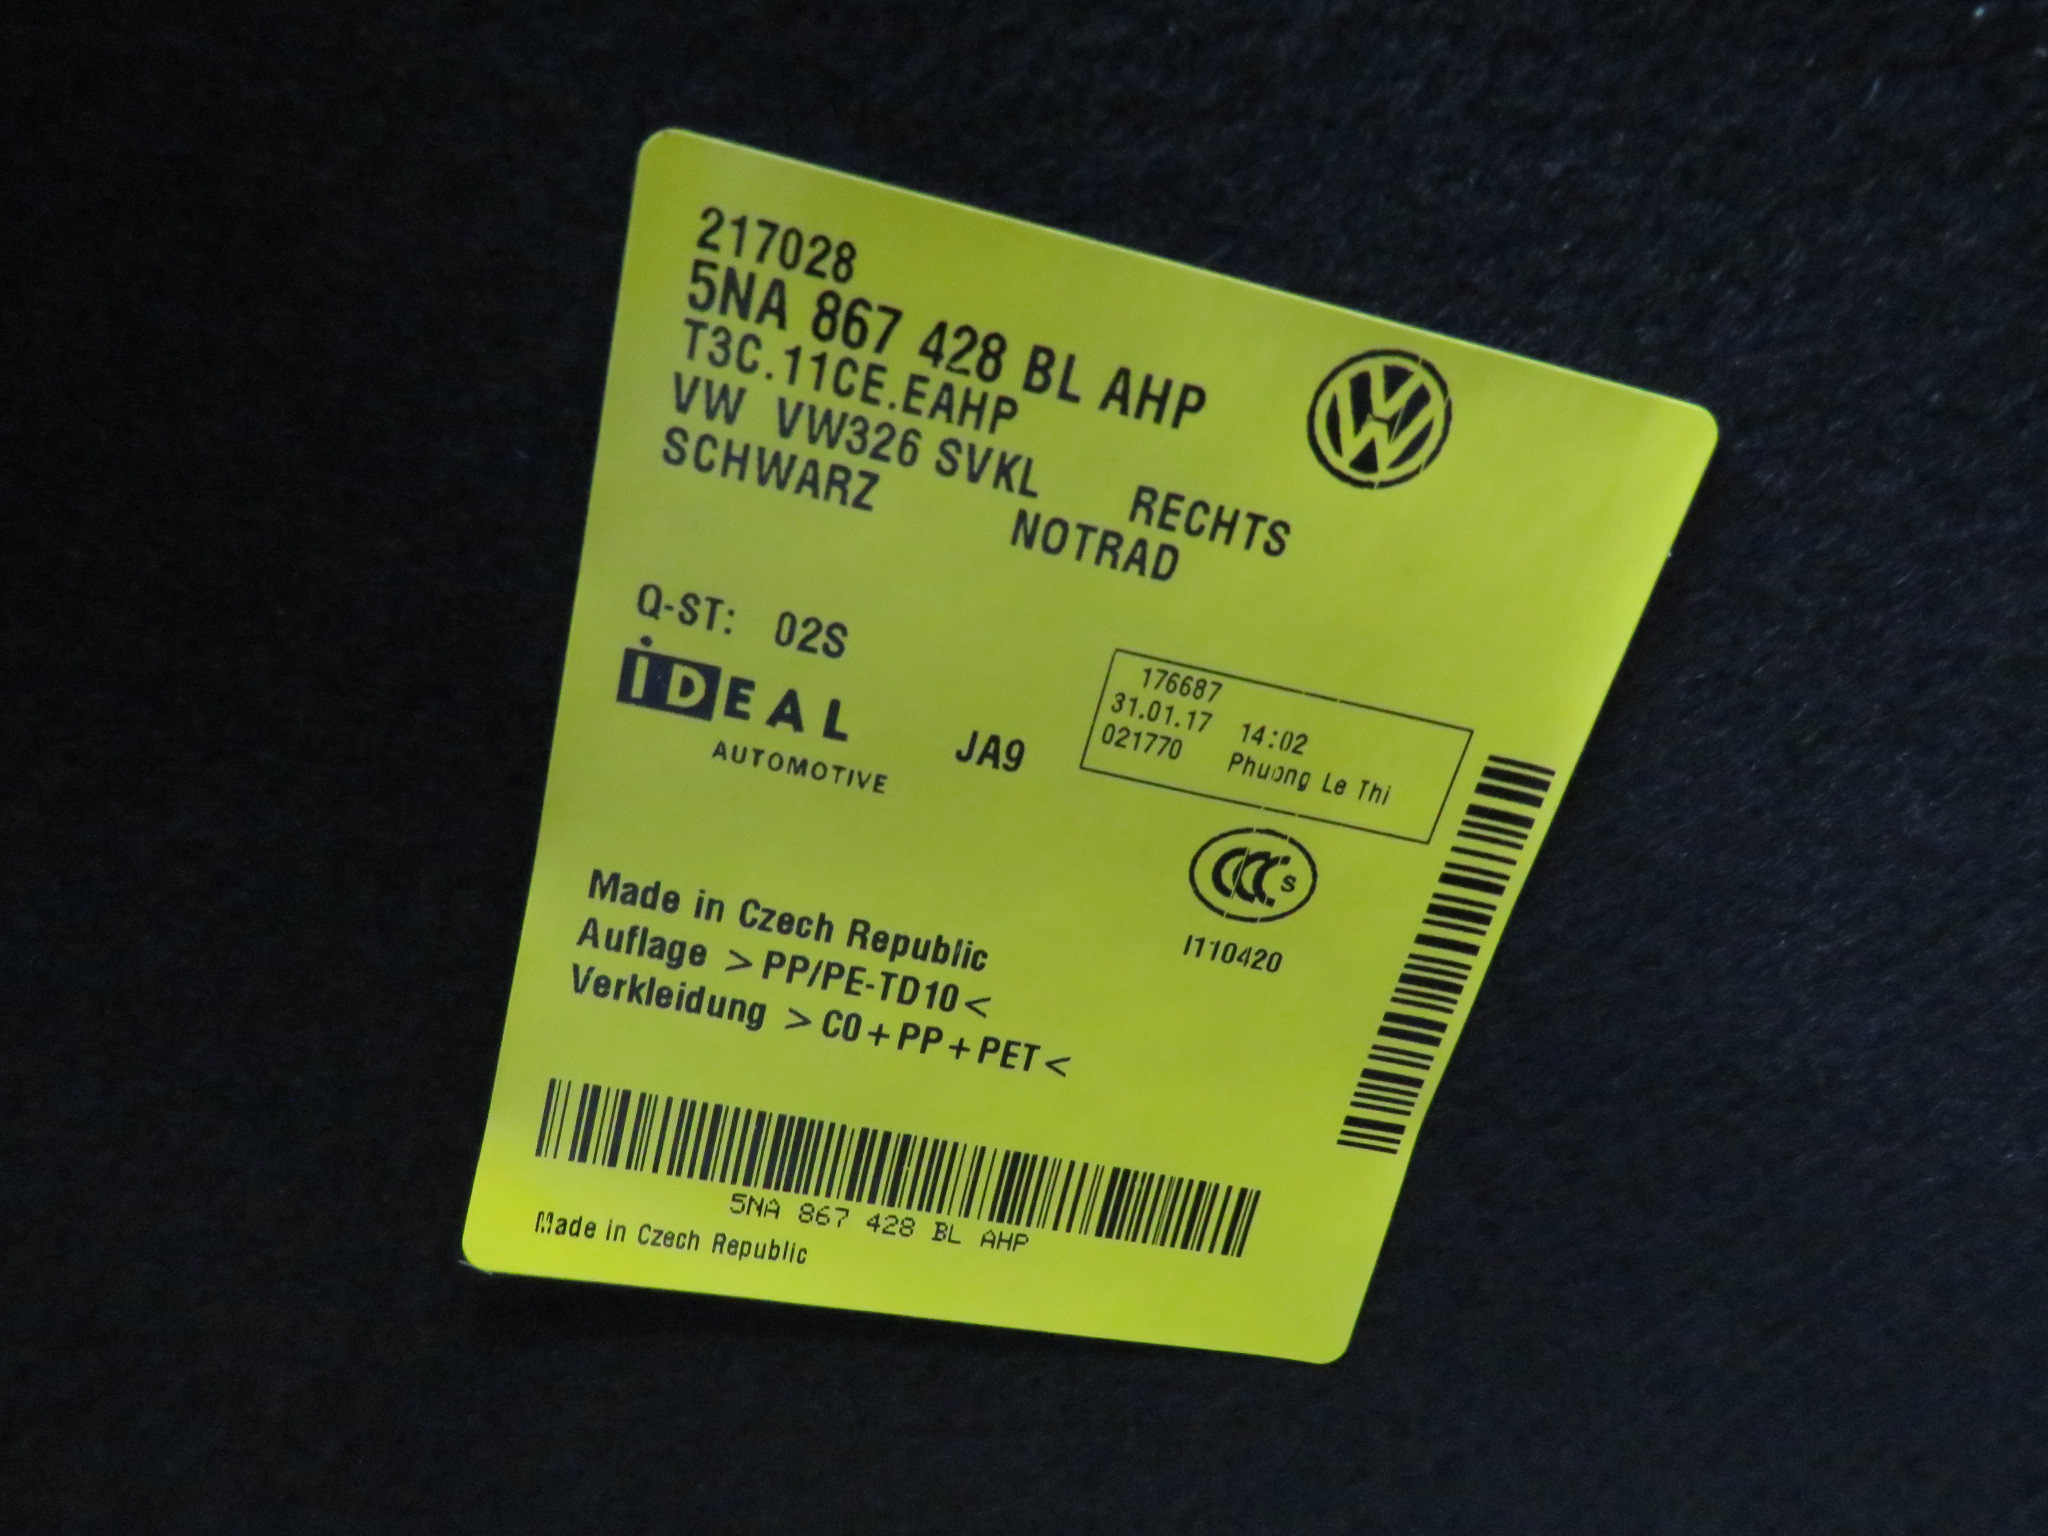 217028
5NA 867 428 BL AHP
T3C.11CE.EAHP
VW VW326 SVKL RECHTS
SCHWARZ NOTRAD
Q-ST: 02S
iDEAL
AUTOMOTIVE
JA9
176687
31.01.17 14:02
021770 Phuong Le Thi
CCC S
I110420
Made in Czech Republic
Auflage >PP/PE-TD10<
Verkleidung >CO+PP+PET<
5NA 867 428 BL AHP
Made in Czech Republic